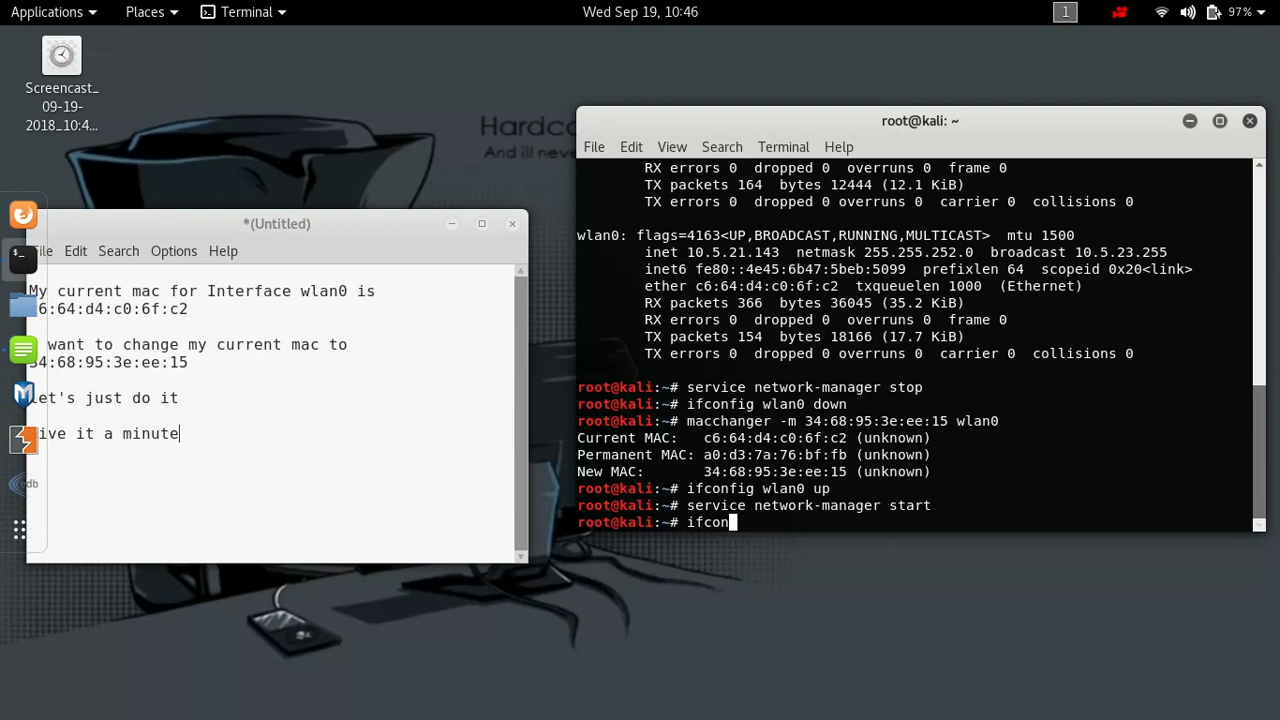 Applications
Places
Terminal
Wed Sep 19, 10:46
1
97%
Screencast_
09-19-
2018_10:4...
Hardc
And ill neve
*(Untitled)
File Edit Search Options Help
My current mac for Interface wlan0 is
c6:64:d4:c0:6f:c2
want to change my current mac to
34:68:95:3e:ee:15
let's just do it
give it a minute
db
root@kali: ~
File Edit View Search Terminal Help
RX errors 0 dropped 0 overruns 0 frame 0
TX packets 164 bytes 12444 (12.1 KiB)
TX errors 0 dropped 0 overruns 0 carrier 0 collisions 0
wlan0: flags=4163<UP,BROADCAST,RUNNING,MULTICAST> mtu 1500
inet 10.5.21.143 netmask 255.255.252.0 broadcast 10.5.23.255
inet6 fe80::4e45:6b47:5beb:5099 prefixlen 64 scopeid 0x20<link>
ether c6:64:d4:c0:6f:c2 txqueuelen 1000 (Ethernet)
RX packets 366 bytes 36045 (35.2 KiB)
RX errors 0 dropped 0 overruns 0 frame 0
TX packets 154 bytes 18166 (17.7 KiB)
TX errors 0 dropped 0 overruns 0 carrier 0 collisions 0
root@kali:~# service network-manager stop
root@kali:~# ifconfig wlan0 down
root@kali:~# macchanger -m 34:68:95:3e:ee:15 wlan0
Current MAC: c6:64:d4:c0:6f:c2 (unknown)
Permanent MAC: a0:d3:7a:76:bf:fb (unknown)
New MAC: 34:68:95:3e:ee:15 (unknown)
root@kali:~# ifconfig wlan0 up
root@kali:~# service network-manager start
root@kali:~# ifcon